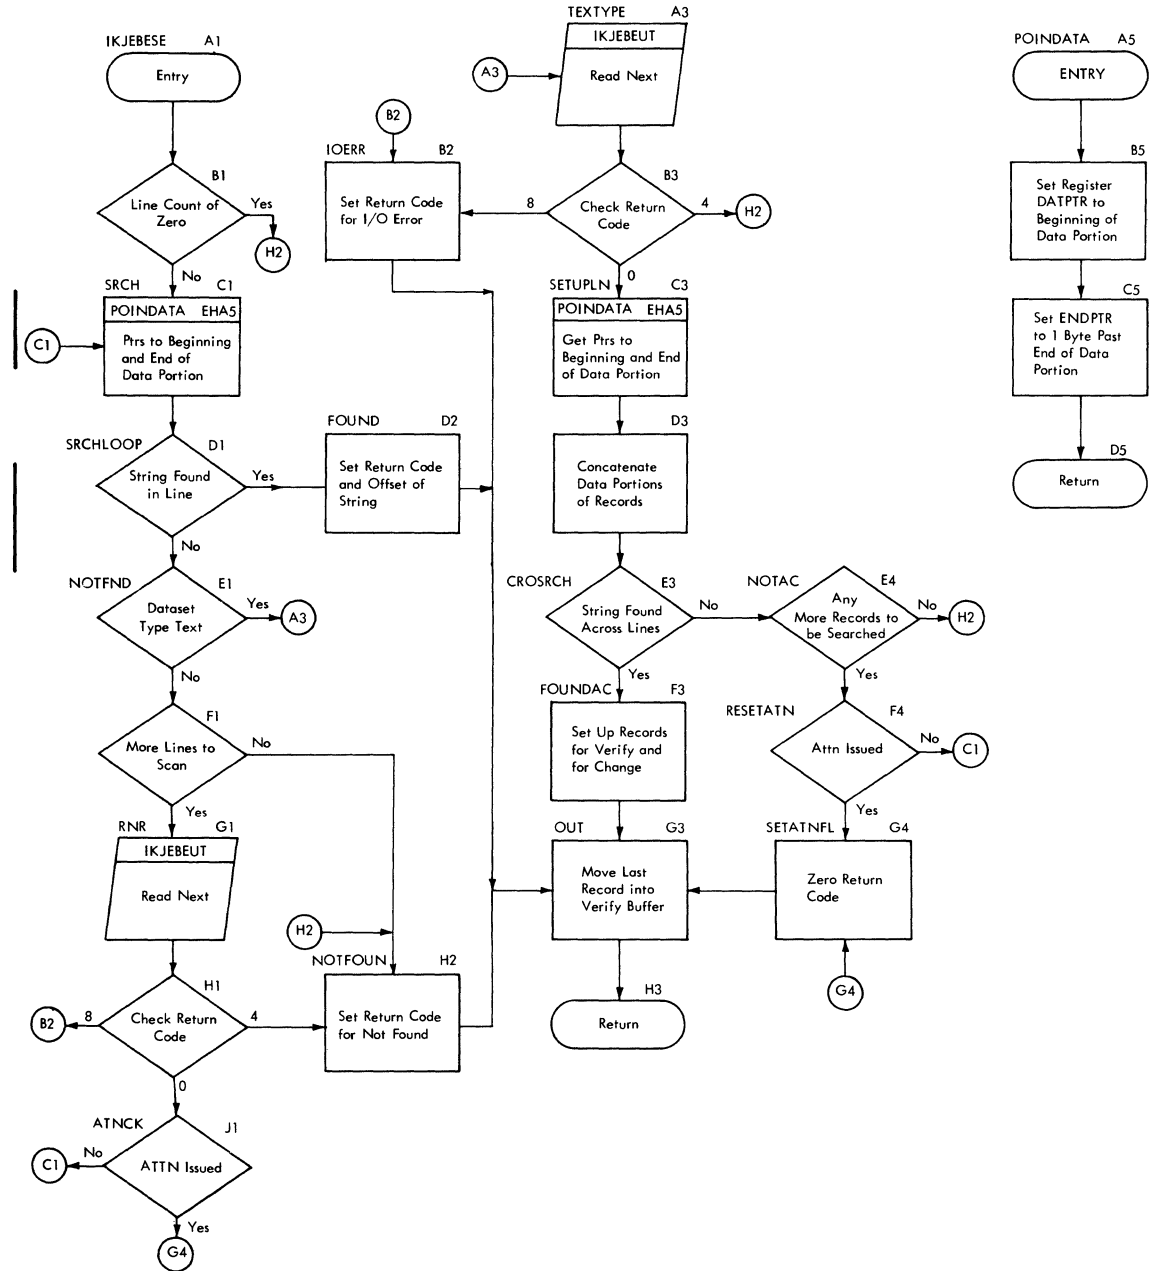 IKJEBESE A1
Entry
B1
Line Count of
Zero
Yes
H2
No
SRCH C1
POINDATA EHA5
C1
Ptrs to Beginning
and End of
Data Portion
SRCHLOOP D1
String Found
in Line
Yes
No
NOTFND E1
Dataset
Type Text
Yes
A3
No
F1
More Lines to
Scan
No
Yes
RNR G1
IKJEBEUT
Read Next
H1
Check Return
Code
8
B2
4
0
ATNCK J1
ATTN Issued
No
C1
Yes
G4
B2
IOERR B2
Set Return Code
for I/O Error
FOUND D2
Set Return Code
and Offset of
String
H2
NOTFOUN H2
Set Return Code
for Not Found
TEXTYPE A3
IKJEBEUT
A3
Read Next
B3
Check Return
Code
8
4
H2
0
SETUPLN C3
POINDATA EHA5
Get Ptrs to
Beginning and End
of Data Portion
D3
Concatenate
Data Portions
of Records
CROSRCH E3
String Found
Across Lines
No
Yes
FOUNDAC F3
Set Up Records
for Verify and
for Change
OUT G3
Move Last
Record into
Verify Buffer
H3
Return
NOTAC E4
Any
More Records to
be Searched
No
H2
Yes
RESETATN F4
Attn Issued
No
C1
Yes
SETATNFL G4
Zero Return
Code
G4
POINDATA A5
ENTRY
B5
Set Register
DATPTR to
Beginning of
Data Portion
C5
Set ENDPTR
to 1 Byte Past
End of Data
Portion
D5
Return